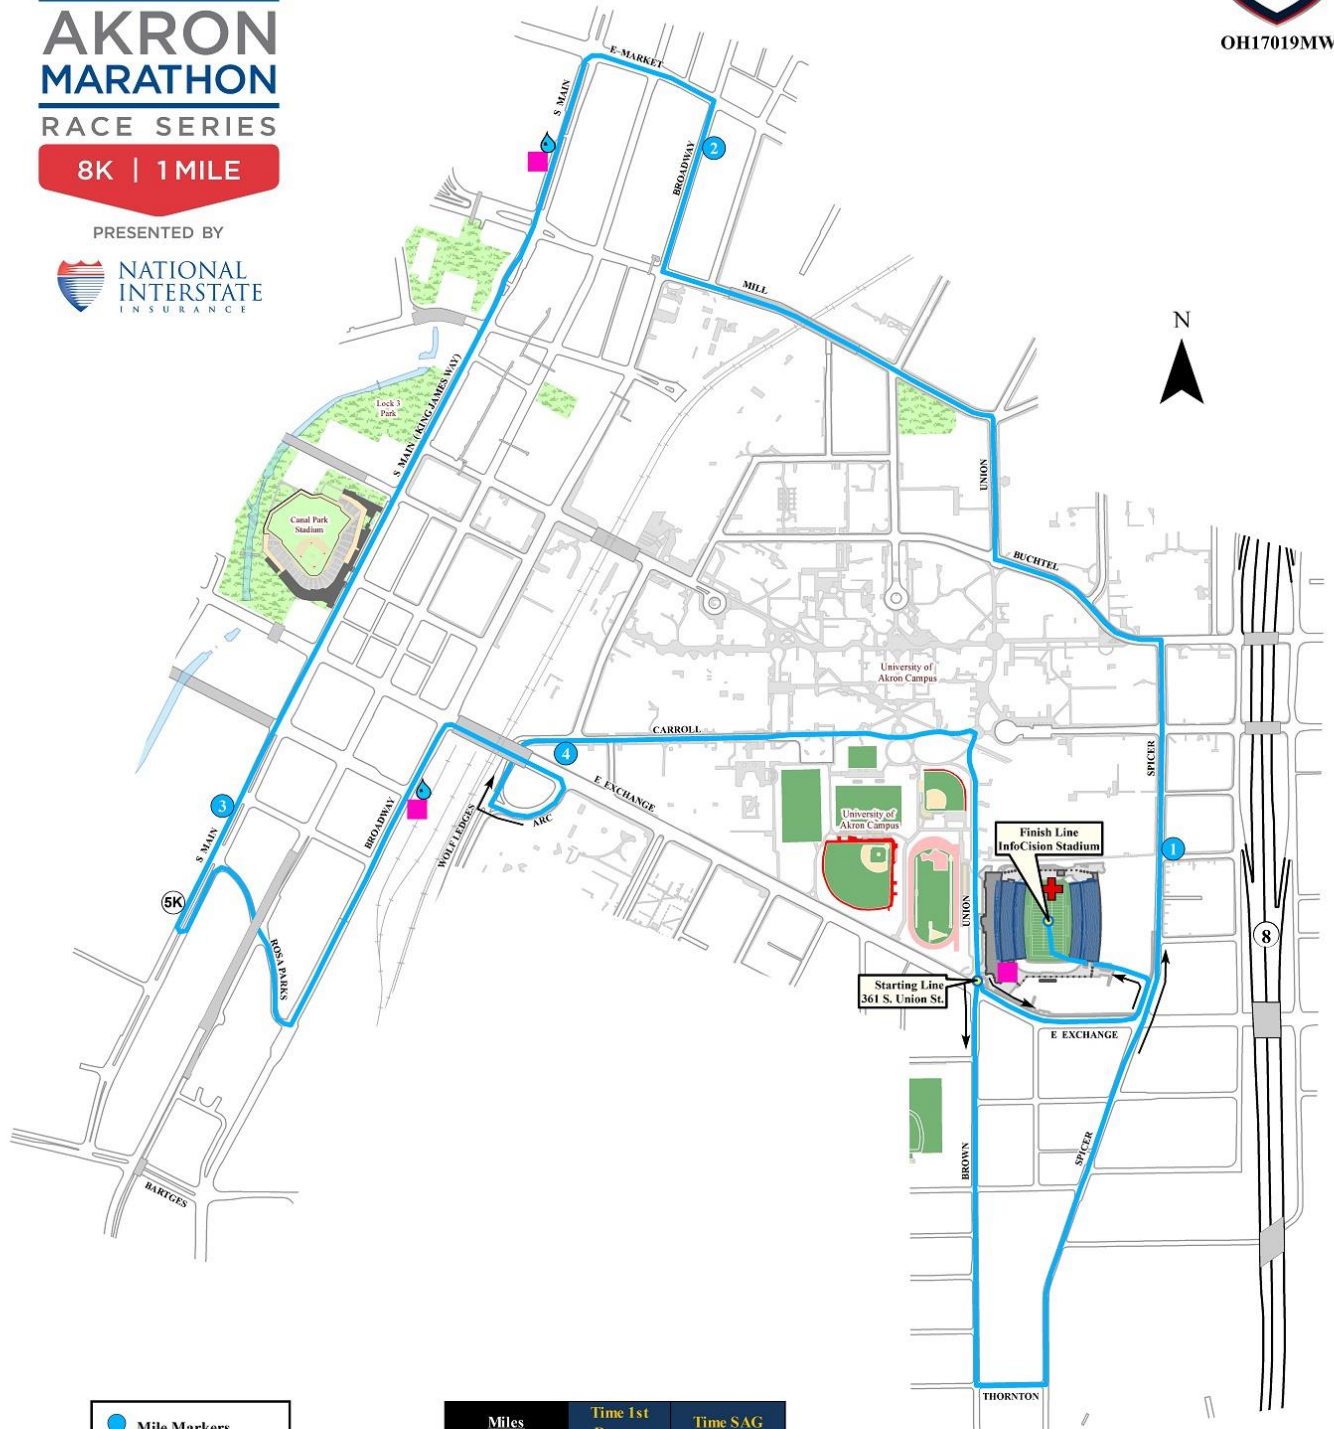 AKRON
MARATHON
RACE SERIES
8K | 1 MILE
PRESENTED BY
NATIONAL
INTERSTATE
INSURANCE
OH17019MW
E MARKET
S MAIN
2
BROADWAY
MILL
N
S MAIN (KING JAMES WAY)
Lock 3
Park
UNION
Canal Park
Stadium
BUCHTEL
University of
Akron Campus
CARROLL
4
SPICER
E EXCHANGE
3
BROADWAY
ARC
WOLF LEDGES
S MAIN
University of
Akron Campus
Finish Line
InfoCision Stadium
1
5K
UNION
8
ROSA PARKS
Starting Line
361 S. Union St.
E EXCHANGE
BROWN
SPICER
BARTGES
THORNTON
Mile Markers
Miles
Time 1st
Time SAG